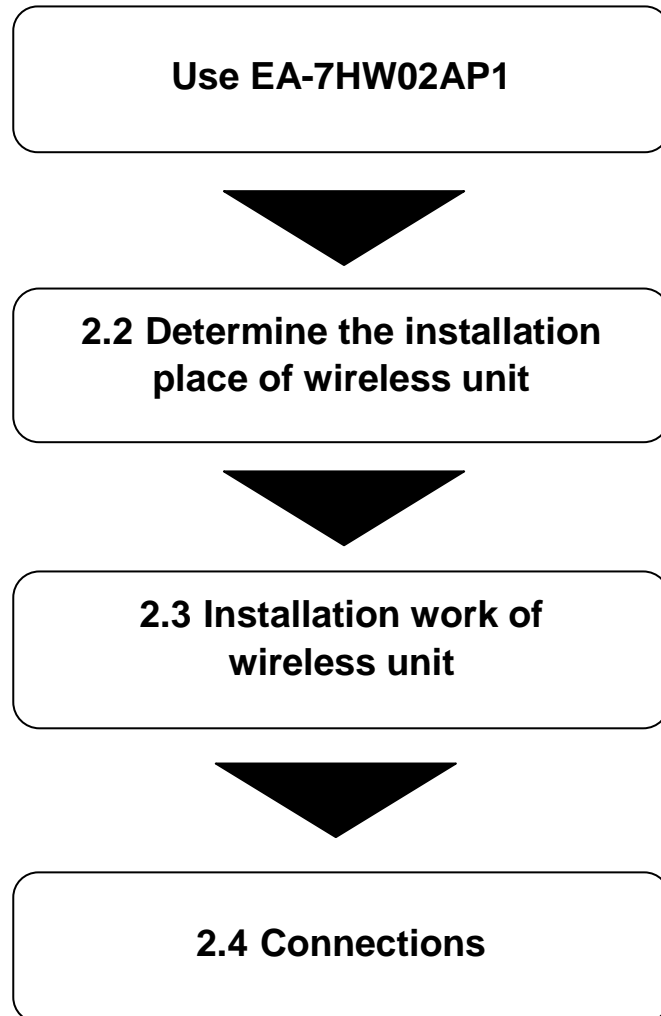 Use EA-7HW02AP1
2.2 Determine the installation
place of wireless unit
2.3 Installation work of
wireless unit
2.4 Connections